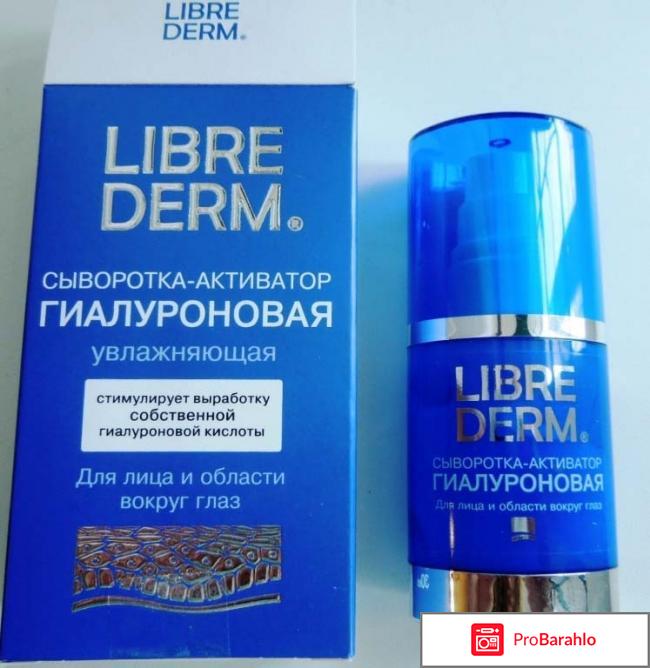 LIBRE
DERM®
LIBRE
DERM®
СЫВОРОТКА-АКТИВАТОР
ГИАЛУРОНОВАЯ
увлажняющая
стимулирует выработку
собственной
гиалуроновой кислоты
Для лица и области
вокруг глаз
LIBRE
DERM®
СЫВОРОТКА-АКТИВАТОР
ГИАЛУРОНОВАЯ
Для лица и области вокруг глаз
ProBarahlo